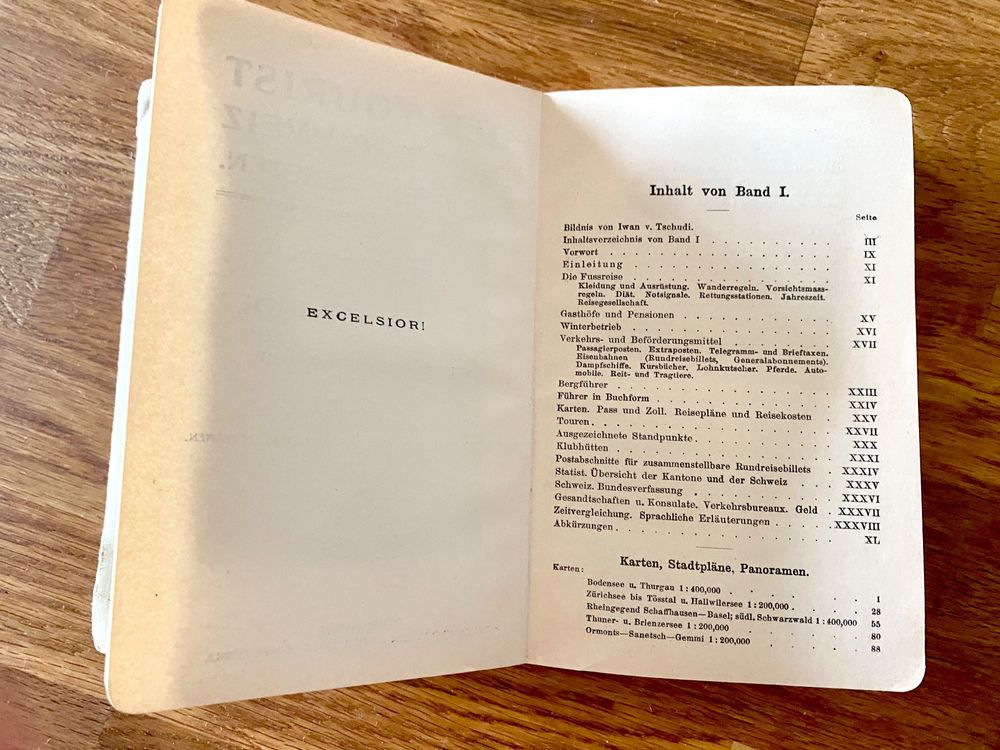 EXCELSIOR!
Inhalt von Band I.
Seite
Bildnis von Iwan v. Tschudi.
Inhaltsverzeichnis von Band I . . . . . . . . . . III
Vorwort . . . . . . . . . . IX
Einleitung . . . . . . . . . . XI
Die Fussreise . . . . . . . . . . XI
Kleidung und Ausrüstung. Wanderregeln. Vorsichtsmass-
regeln. Diät. Notsignale. Rettungsstationen. Jahreszeit.
Reisegesellschaft.
Gasthöfe und Pensionen . . . . . . . . . . XV
Winterbetrieb . . . . . . . . . . XVI
Verkehrs- und Beförderungsmittel . . . . . . . . . . XVII
Passagierposten. Extraposten. Telegramm- und Brieftaxen.
Eisenbahnen (Rundreisebillets, Generalabonnements).
Dampfschiffe. Kursbücher. Lohnkutscher. Pferde. Auto-
mobile. Reit- und Tragtiere.
Bergführer . . . . . . . . . . XXIII
Führer in Buchform . . . . . . . . . . XXIV
Karten. Pass und Zoll. Reisepläne und Reisekosten XXV
Touren . . . . . . . . . . XXVII
Ausgezeichnete Standpunkte . . . . . . . . . . XXX
Klubhütten . . . . . . . . . . XXXI
Postabschnitte für zusammenstellbare Rundreisebillets . XXXIV
Statist. Übersicht der Kantone und der Schweiz . . XXXV
Schweiz. Bundesverfassung . . . . . . . . . . XXXVI
Gesandtschaften u. Konsulate. Verkehrsbureaux. Geld . XXXVII
Zeitvergleichung. Sprachliche Erläuterungen . . . . XXXVIII
Abkürzungen . . . . . . . . . . XL
Karten, Stadtpläne, Panoramen.
Karten:
Bodensee u. Thurgau 1 : 400,000 . . . . . . 1
Zürichsee bis Tösstal u. Hallwilersee 1 : 200,000 . . . . 28
Rheingegend Schaffhausen—Basel; südl. Schwarzwald 1 : 400,000 55
Thuner- u. Brienzersee 1 : 200,000 . . . . . . 80
Ormonts—Sanetsch—Gemmi 1 : 200,000 . . . . . 88